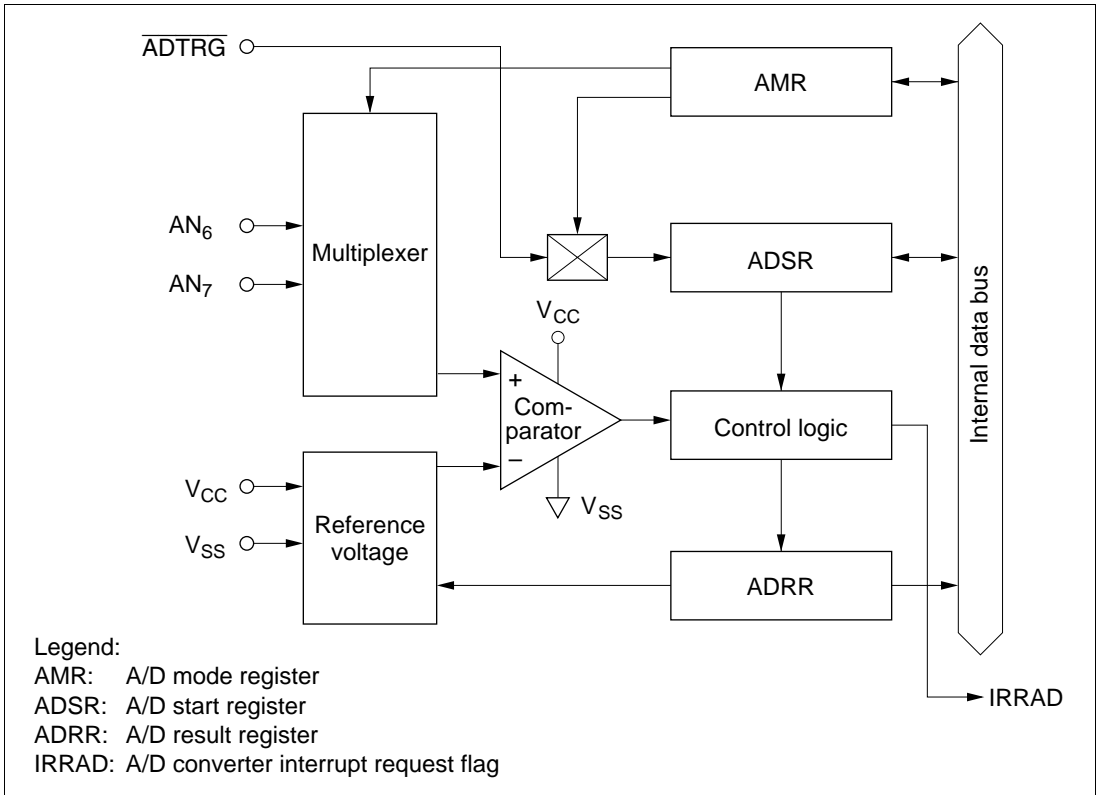 ADTRG
AMR
AN6
AN7
Multiplexer
ADSR
VCC
+
Com-
parator
−
VSS
Control logic
Internal data bus
VCC
VSS
Reference
voltage
ADRR
IRRAD
Legend:
AMR: A/D mode register
ADSR: A/D start register
ADRR: A/D result register
IRRAD: A/D converter interrupt request flag